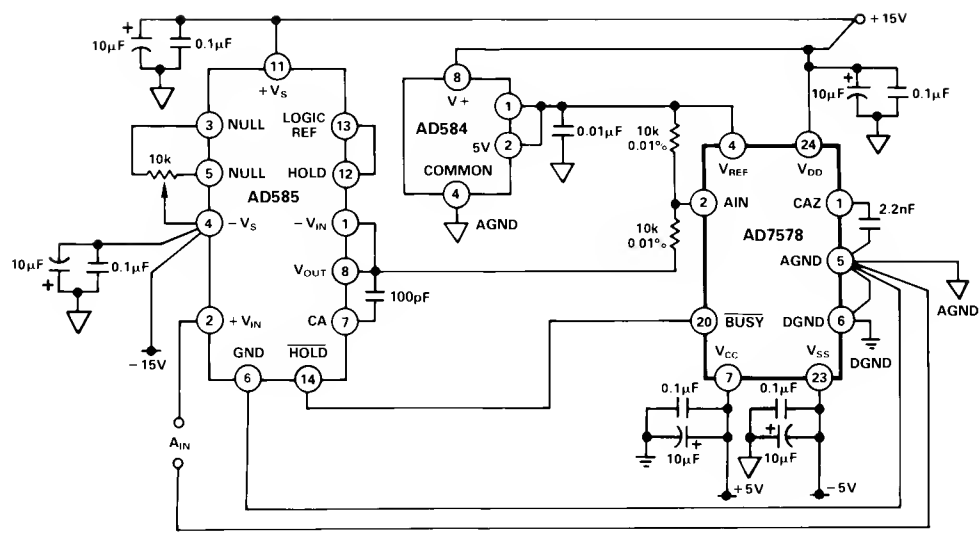 +15V
10μF 0.1μF
11
+VS
8
V+
1
AD584
5V 2
COMMON
4
AGND
0.01μF
10k
0.01%
10k
0.01%
10μF 0.1μF
3 NULL
LOGIC
REF 13
10k
5 NULL
HOLD 12
AD585
4 -VS
-VIN 1
VOUT 8
100pF
CA 7
10μF 0.1μF
2 +VIN
-15V
GND
6
HOLD
14
AIN
4
VREF
24
VDD
2 AIN
CAZ 1
2.2nF
AD7578
AGND 5
AGND
20 BUSY
DGND 6
DGND
VCC
7
VSS
23
0.1μF
10μF
0.1μF
10μF
+5V
-5V